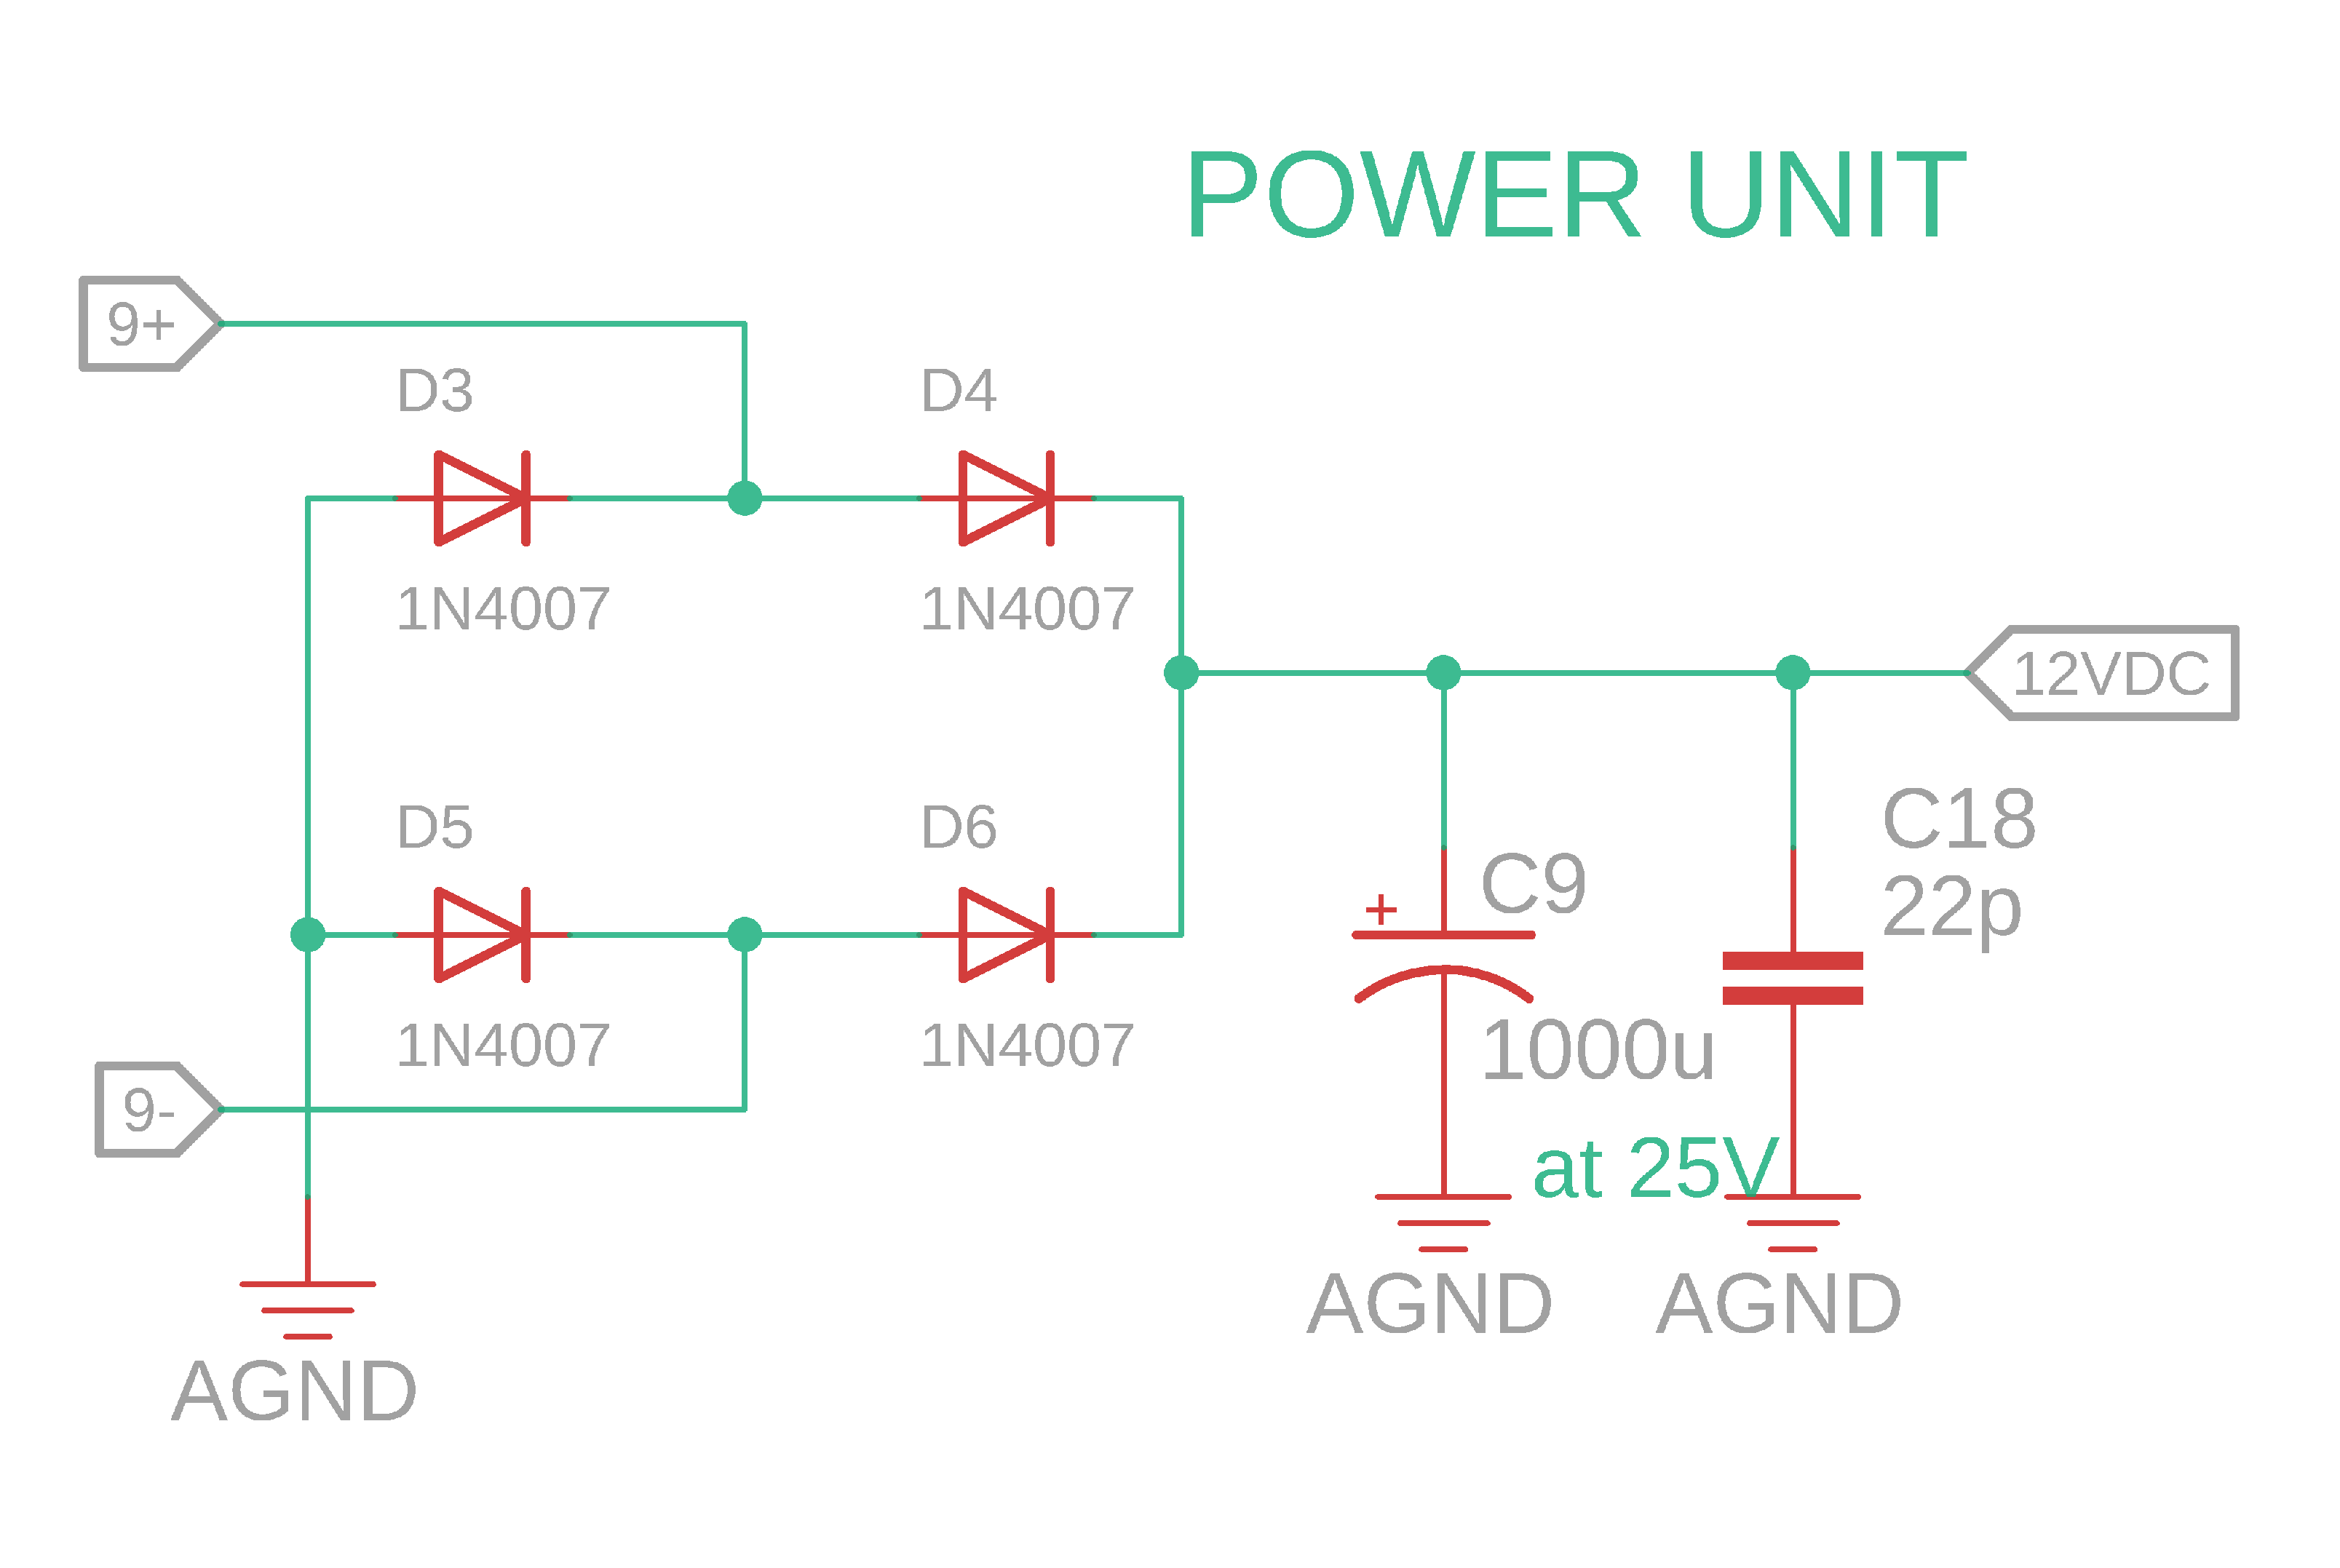 POWER UNIT
9+
D3
D4
1N4007
1N4007
12VDC
D5
D6
C18
22p
C9
+
1N4007
1N4007
1000u
9-
at 25V
AGND
AGND
AGND